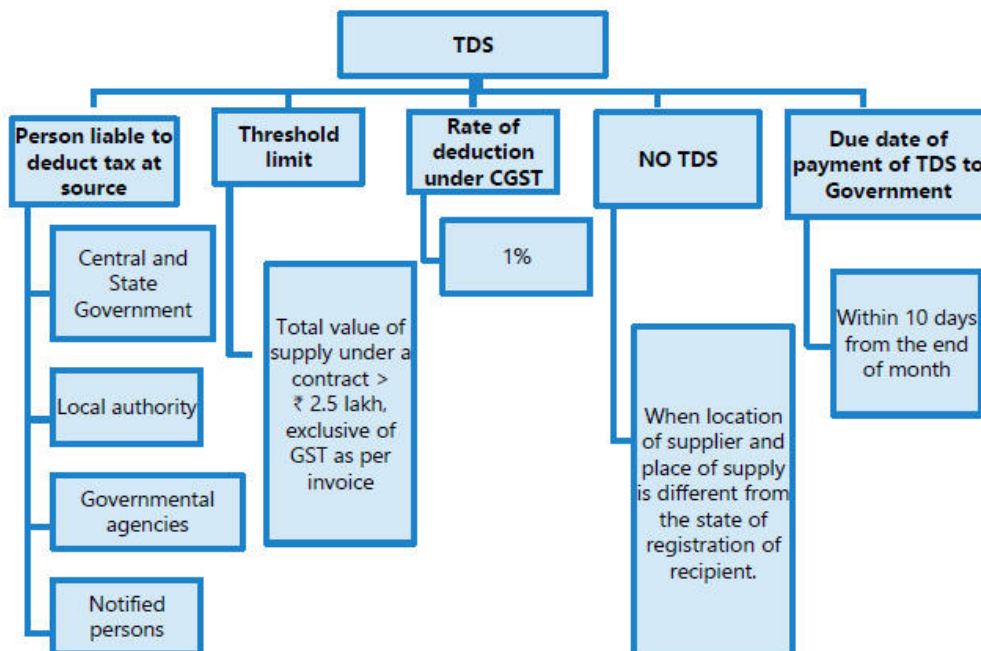 TDS
Person liable to
deduct tax at
source
Central and
State
Government
Local authority
Governmental
agencies
Notified
persons
Threshold
limit
Total value of
supply under a
contract >
₹ 2.5 lakh,
exclusive of
GST as per
invoice
Rate of
deduction
under CGST
1%
NO TDS
When location
of supplier and
place of supply
is different from
the state of
registration of
recipient.
Due date of
payment of TDS to
Government
Within 10 days
from the end
of month